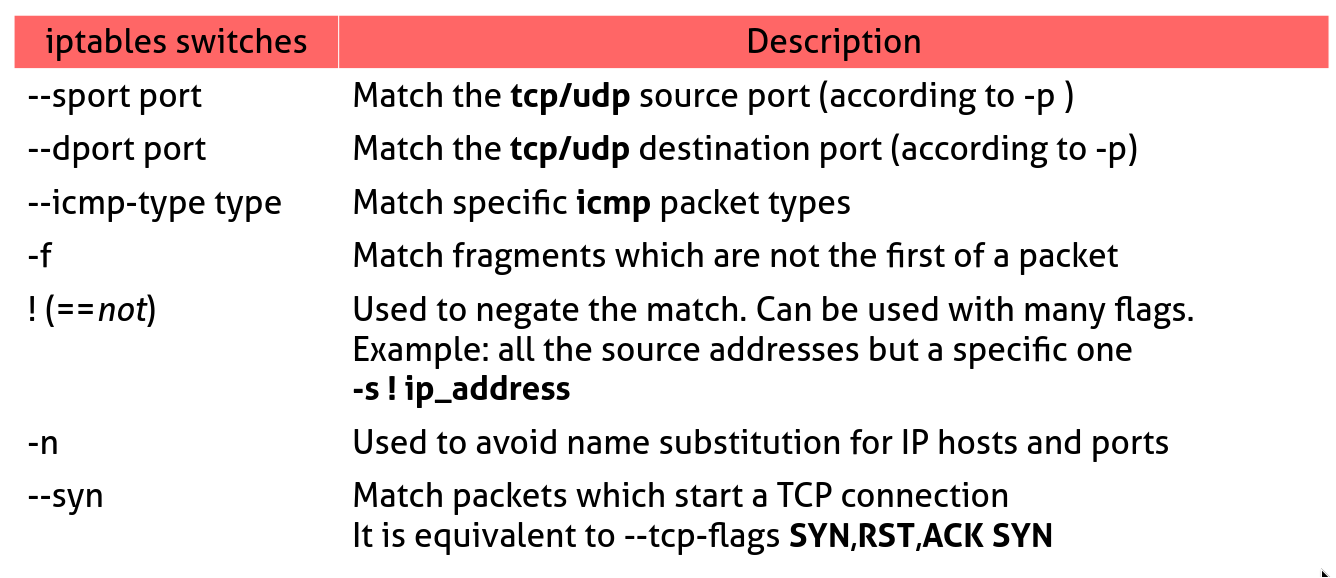 iptables switches Description
--sport port Match the tcp/udp source port (according to -p )
--dport port Match the tcp/udp destination port (according to -p)
--icmp-type type Match specific icmp packet types
-f Match fragments which are not the first of a packet
! (==not) Used to negate the match. Can be used with many flags.
Example: all the source addresses but a specific one
-s ! ip_address
-n Used to avoid name substitution for IP hosts and ports
--syn Match packets which start a TCP connection
It is equivalent to --tcp-flags SYN,RST,ACK SYN